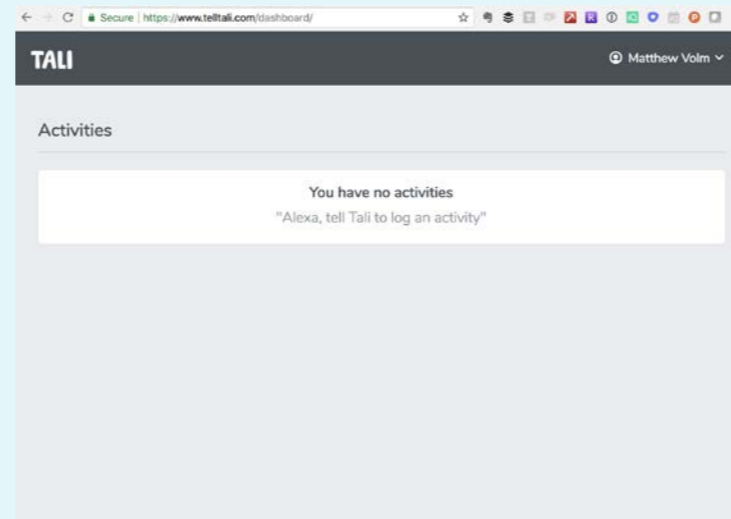 Secure | https://www.telltali.com/dashboard/
TALI
Matthew Volm
Activities
You have no activities
"Alexa, tell Tali to log an activity"